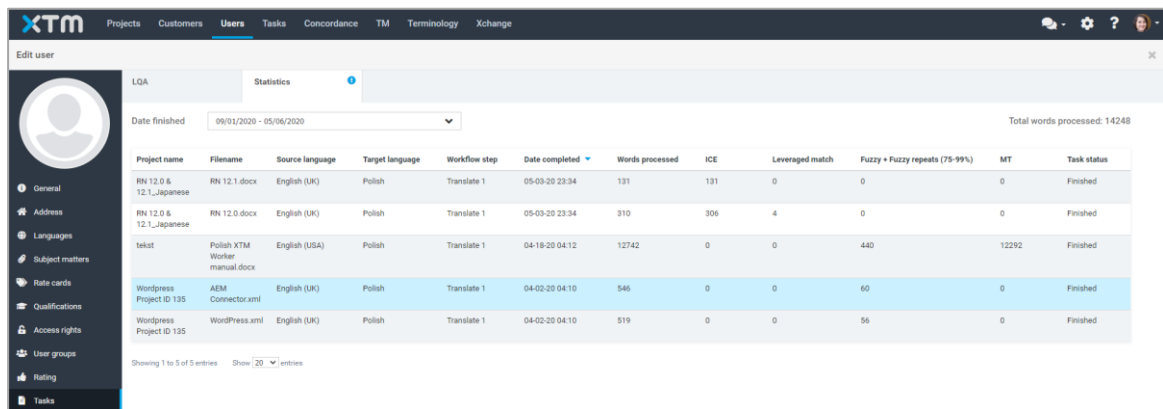 XTM Projects Customers Users Tasks Concordance TM Terminology Xchange ?
Edit user
LQA Statistics
Date finished 09/01/2020 - 05/06/2020 Total words processed: 14248
Project name Filename Source language Target language Workflow step Date completed Words processed ICE Leveraged match Fuzzy + Fuzzy repeats (75-99%) MT Task status
RN 12.0 & RN 12.1.docx English (UK) Polish Translate 1 05-03-20 23:34 131 131 0 0 0 Finished
12.1_Japanese
RN 12.0 & RN 12.0.docx English (UK) Polish Translate 1 05-03-20 23:34 310 306 4 0 0 Finished
12.1_Japanese
tekst Polish XTM English (USA) Polish Translate 1 04-18-20 04:12 12742 0 0 440 12292 Finished
Worker
manual.docx
Wordpress AEM English (UK) Polish Translate 1 04-02-20 04:10 546 0 0 60 0 Finished
Project ID 135 Connector.xml
Wordpress WordPress.xml English (UK) Polish Translate 1 04-02-20 04:10 519 0 0 56 0 Finished
Project ID 135
Showing 1 to 5 of 5 entries Show 20 entries
General
Address
Languages
Subject matters
Rate cards
Qualifications
Access rights
User groups
Rating
Tasks